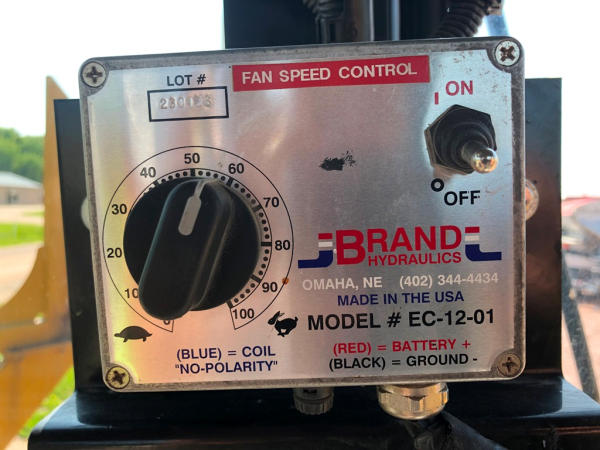 LOT #
FAN SPEED CONTROL
ON
OFF
0
10
20
30
40
50
60
70
80
90
100
BRAND
HYDRAULICS
OMAHA, NE (402) 344-4434
MADE IN THE USA
MODEL # EC-12-01
(BLUE) = COIL
"NO-POLARITY"
(RED) = BATTERY +
(BLACK) = GROUND -